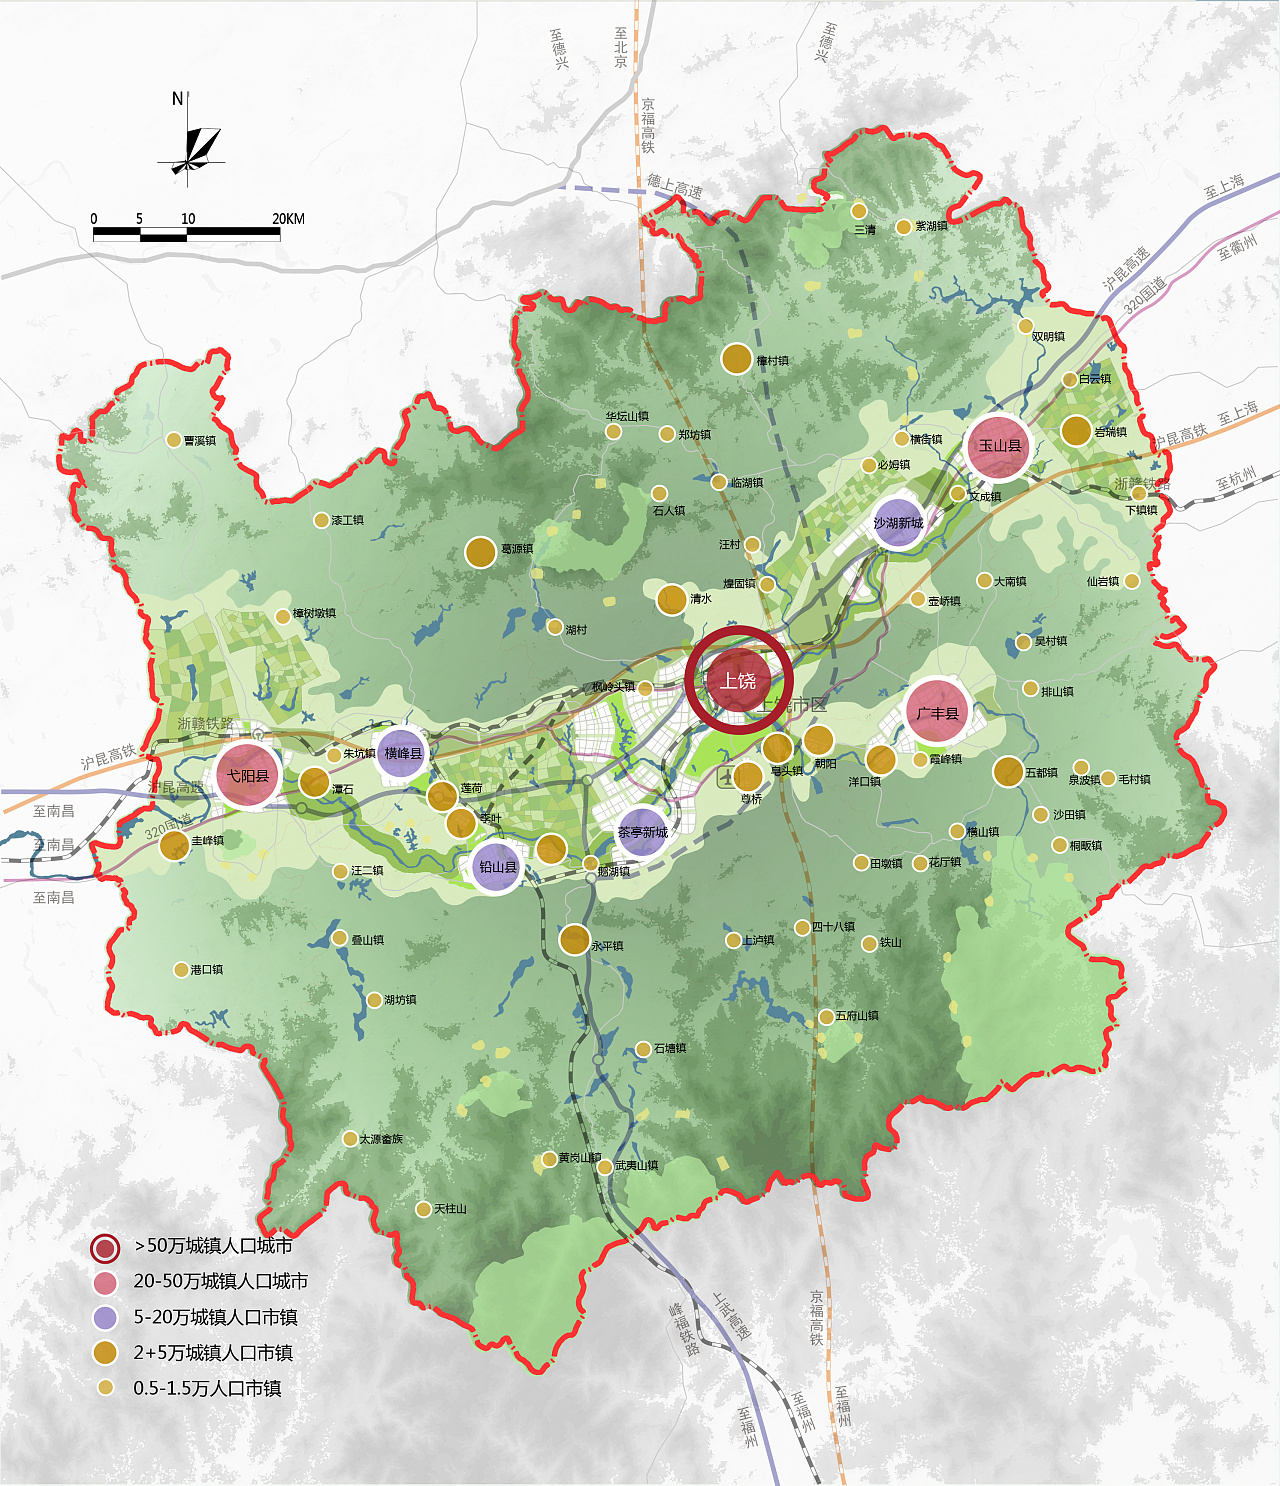 至德兴
至北京
至德兴
京福高铁
N
0 5 10 20KM
德上高速
至上海
至衢州
沪昆高速
320国道
三清
紫湖镇
双明镇
樟村镇
白云镇
华坛山镇
郑坊镇
横街镇
玉山县
岩瑞镇
沪昆高铁
至上海
曹溪镇
必姆镇
临湖镇
石人镇
文成镇
浙赣铁路
至杭州
下镇镇
漆工镇
沙湖新城
葛源镇
汪村
煌固镇
大南镇
仙岩镇
清水
壶峤镇
樟树墩镇
湖村
吴村镇
枫岭头镇
上饶
上饶市区
排山镇
广丰县
浙赣铁路
沪昆高铁
朱坑镇
横峰县
弋阳县
潭石
沪昆高速
莲荷
朝阳
皂头镇
尊桥
洋口镇
霞峰镇
五都镇
泉波镇
毛村镇
至南昌
320国道
圭峰镇
至南昌
茶亭新城
沙田镇
横山镇
桐畈镇
铅山县
鹅湖镇
汪二镇
田墩镇
花厅镇
至南昌
叠山镇
永平镇
上泸镇
四十八镇
铁山
港口镇
湖坊镇
五府山镇
石塘镇
太源畲族
黄岗山镇
武夷山镇
天柱山
>50万城镇人口城市
20-50万城镇人口城市
5-20万城镇人口市镇
2+5万城镇人口市镇
0.5-1.5万人口市镇
峰福铁路
上武高速
京福高铁
至福州
至福州
至福州